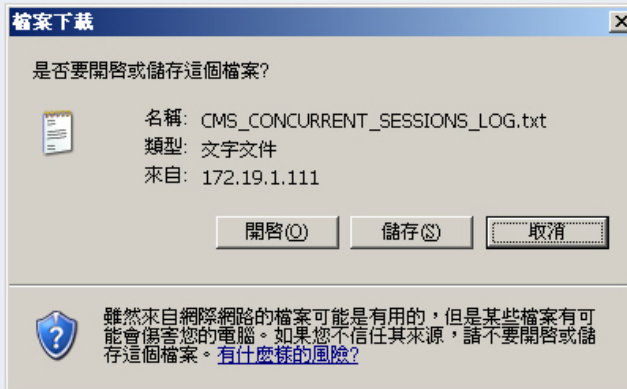 檔案下載
是否要開啓或儲存這個檔案?
名稱: CMS_CONCURRENT_SESSIONS_LOG.txt
類型: 文字文件
來自: 172.19.1.111
開啓(O) 儲存(S) 取消
雖然來自網際網路的檔案可能是有用的，但是某些檔案有可
能會傷害您的電腦。如果您不信任其來源，請不要開啓或儲
存這個檔案。有什麼樣的風險?